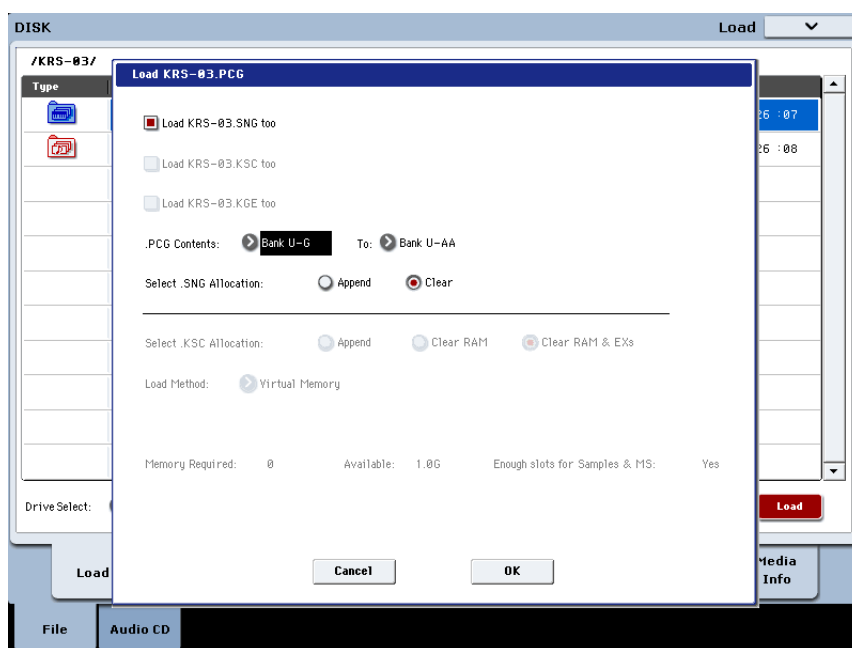 DISK
Load
/KRS-03/
Type
Load KRS-03.PCG
Load KRS-03.SNG too
26 :07
26 :08
Load KRS-03.KSC too
Load KRS-03.KGE too
.PCG Contents: Bank U-G To: Bank U-AA
Select .SNG Allocation: Append Clear
Select .KSC Allocation: Append Clear RAM Clear RAM & EXs
Load Method: Virtual Memory
Memory Required: 0 Available: 1.0G Enough slots for Samples & MS: Yes
Drive Select:
Load
Cancel OK
Load
Media
Info
File Audio CD